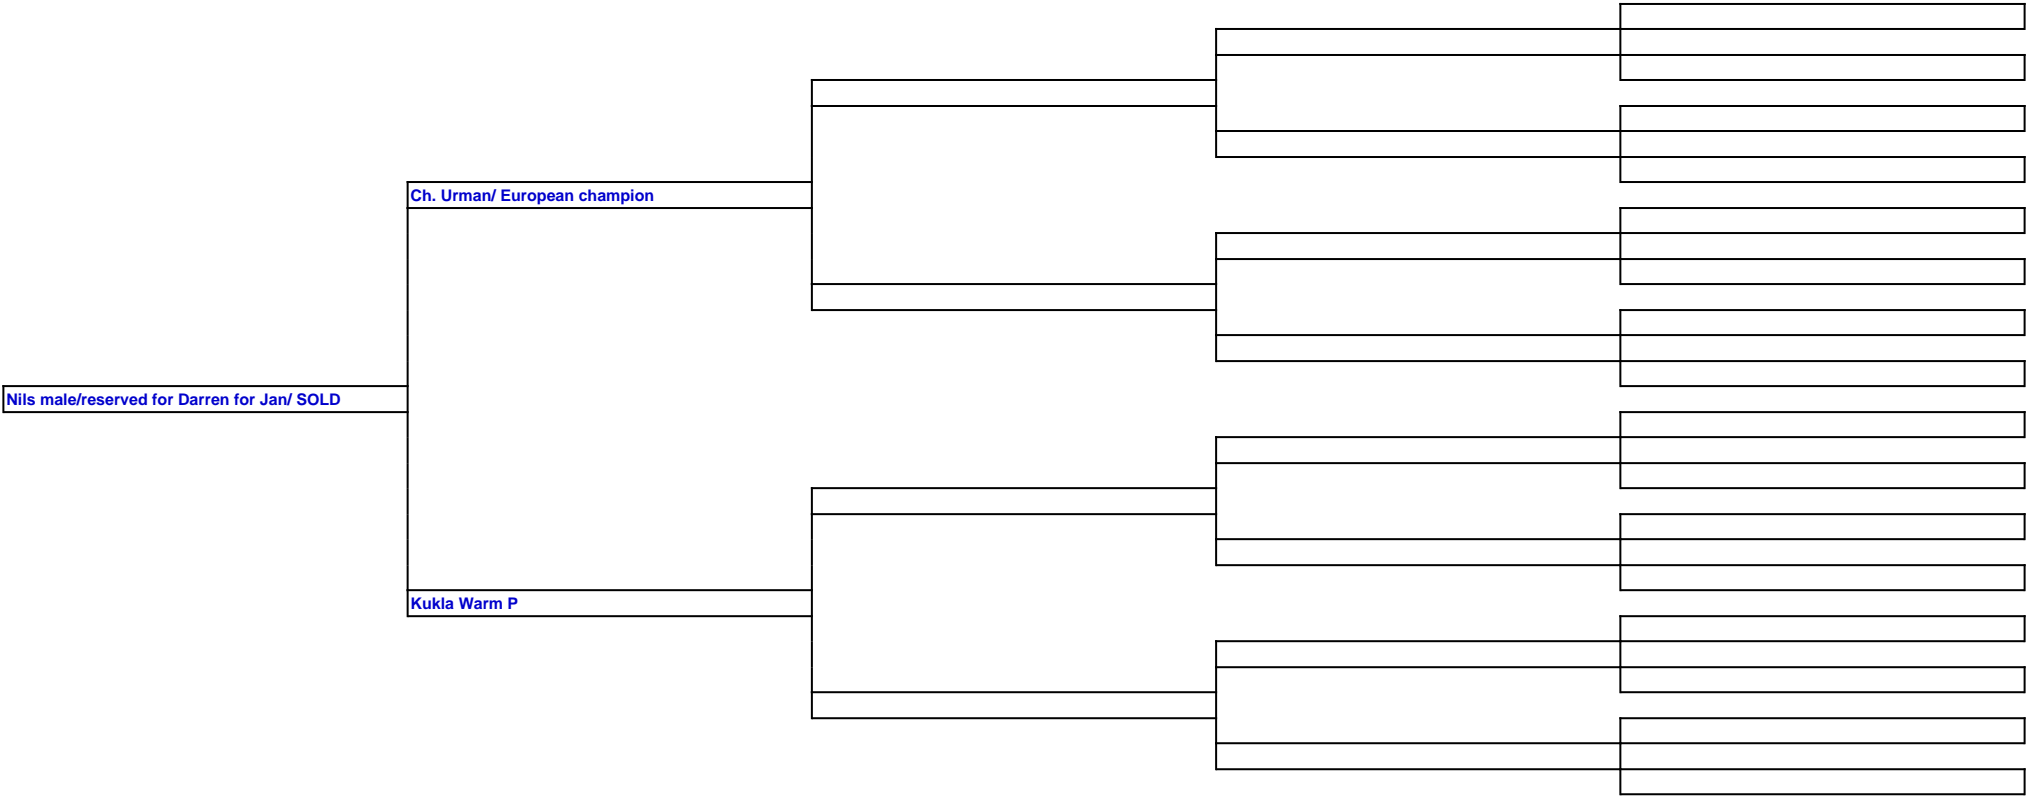 Ch. Urman/ European champion
Nils male/reserved for Darren for Jan/ SOLD
Kukla Warm P